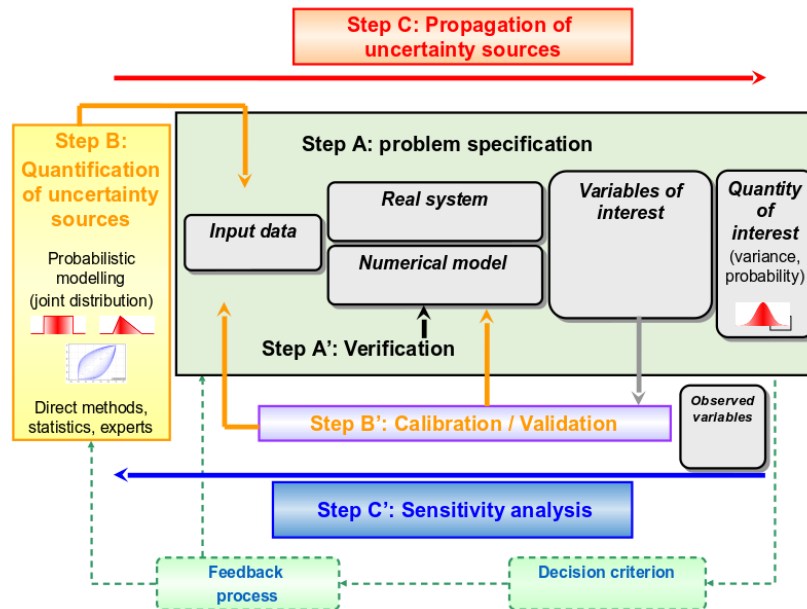 Step C: Propagation of
uncertainty sources
Step B:
Quantification
of uncertainty
sources
Probabilistic
modelling
(joint distribution)
Direct methods,
statistics, experts
Step A: problem specification
Input data
Real system
Numerical model
Variables of
interest
Quantity
of
interest
(variance,
probability)
Step A’: Verification
Step B’: Calibration / Validation
Observed
variables
Step C’: Sensitivity analysis
Feedback
process
Decision criterion